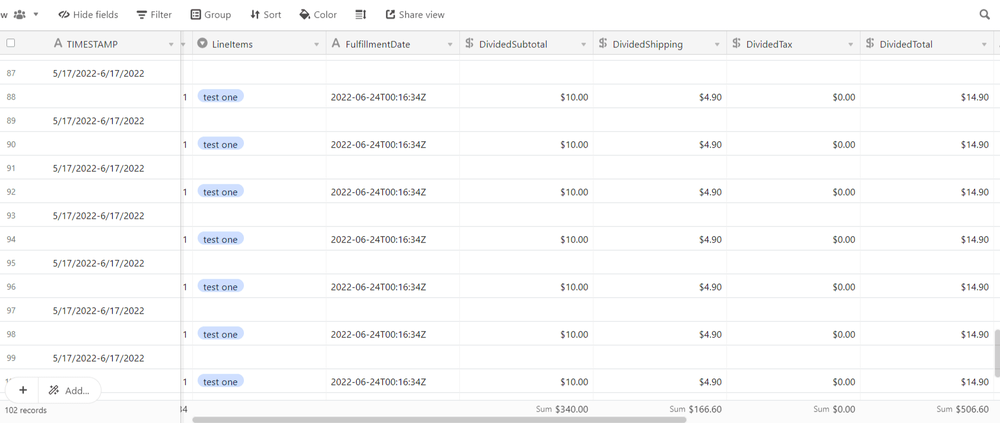 w Hide fields Filter Group Sort Color Share view
TIMESTAMP LineItems FulfillmentDate DividedSubtotal DividedShipping DividedTax DividedTotal
87 5/17/2022-6/17/2022
88 1 test one 2022-06-24T00:16:34Z $10.00 $4.90 $0.00 $14.90
89 5/17/2022-6/17/2022
90 1 test one 2022-06-24T00:16:34Z $10.00 $4.90 $0.00 $14.90
91 5/17/2022-6/17/2022
92 1 test one 2022-06-24T00:16:34Z $10.00 $4.90 $0.00 $14.90
93 5/17/2022-6/17/2022
94 1 test one 2022-06-24T00:16:34Z $10.00 $4.90 $0.00 $14.90
95 5/17/2022-6/17/2022
96 1 test one 2022-06-24T00:16:34Z $10.00 $4.90 $0.00 $14.90
97 5/17/2022-6/17/2022
98 1 test one 2022-06-24T00:16:34Z $10.00 $4.90 $0.00 $14.90
99 5/17/2022-6/17/2022
1 test one 2022-06-24T00:16:34Z $10.00 $4.90 $0.00 $14.90
+ Add...
102 records 34 Sum $340.00 Sum $166.60 Sum $0.00 Sum $506.60